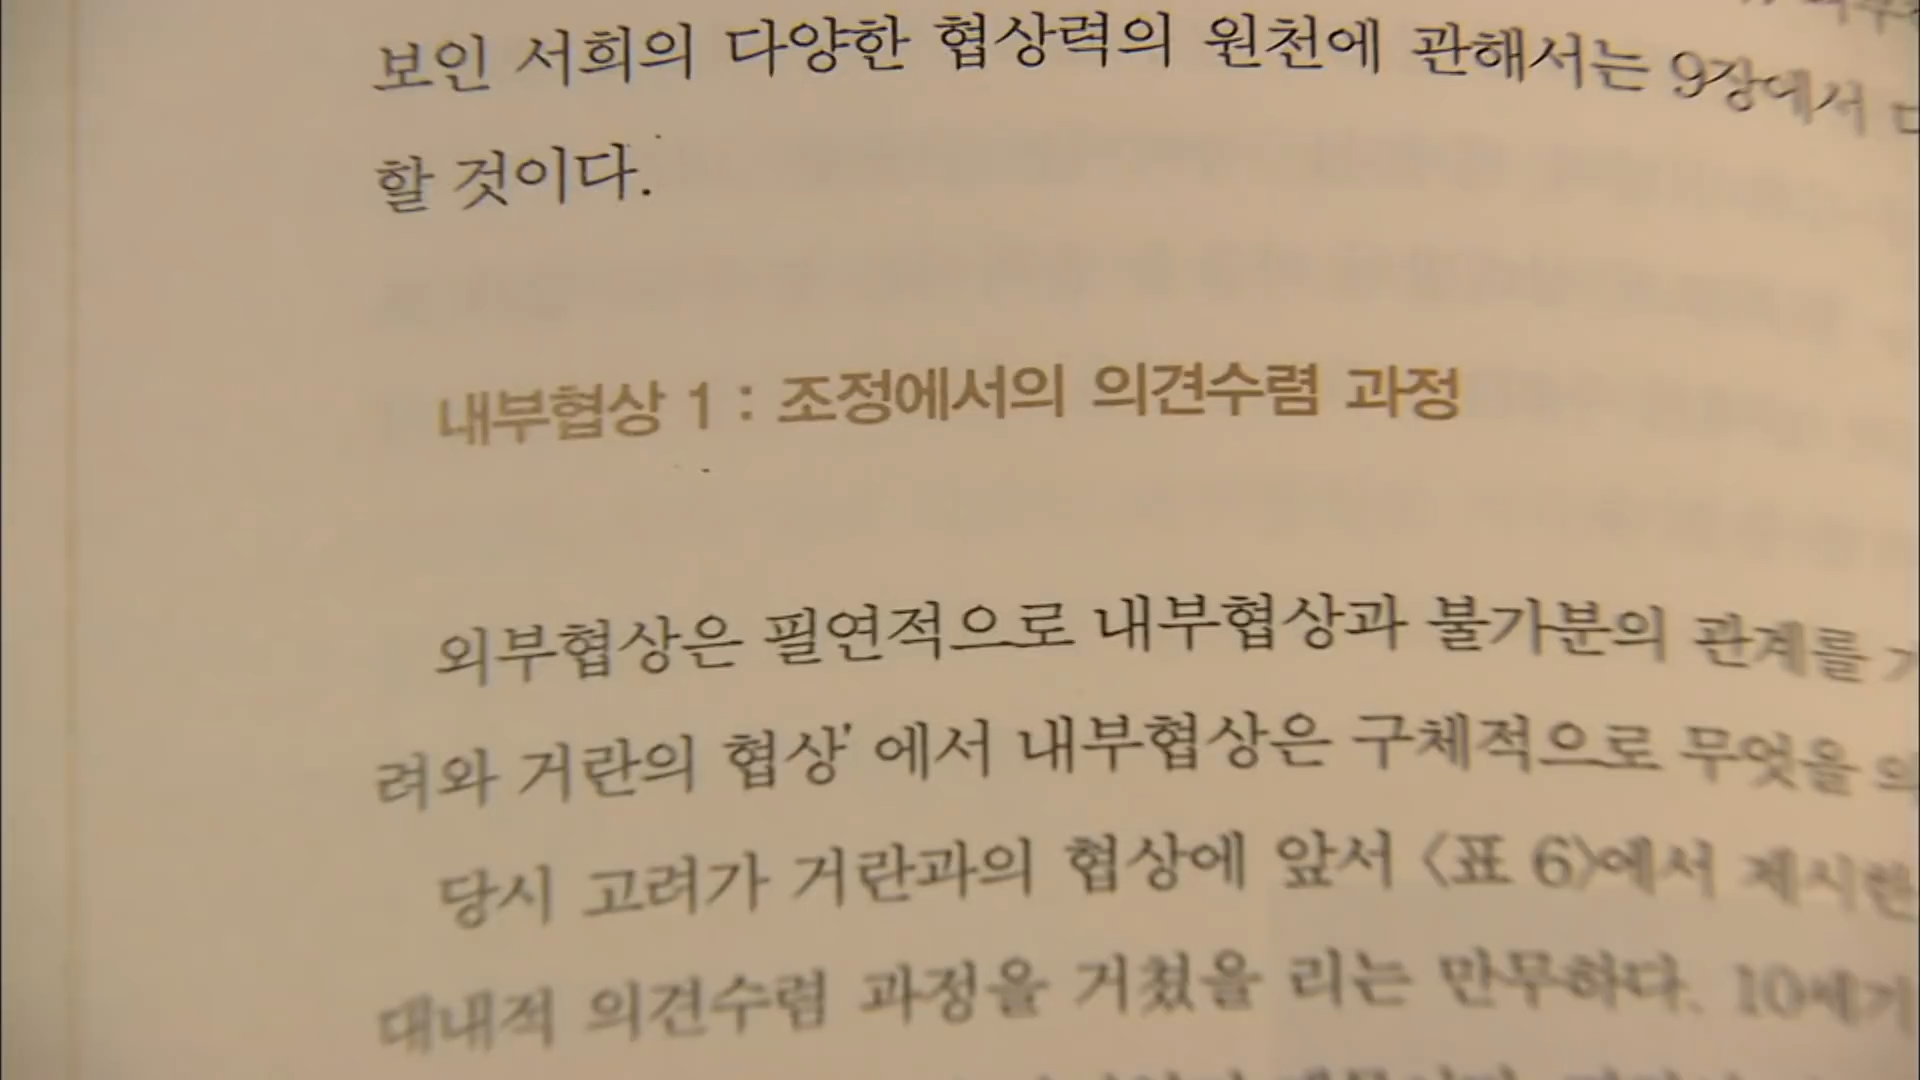 보인 서희의 다양한 협상력의 원천에 관해서는 9장에서
할 것이다.
내부협상 1 : 조정에서의 의견수렴 과정
외부협상은 필연적으로 내부협상과 불가분의 관계를
려와 거란의 협상’에서 내부협상은 구체적으로 무엇을
당시 고려가 거란과의 협상에 앞서 〈표 6〉에서 제시한
대내적 의견수렴 과정을 거쳤을 리는 만무하다. 10세기